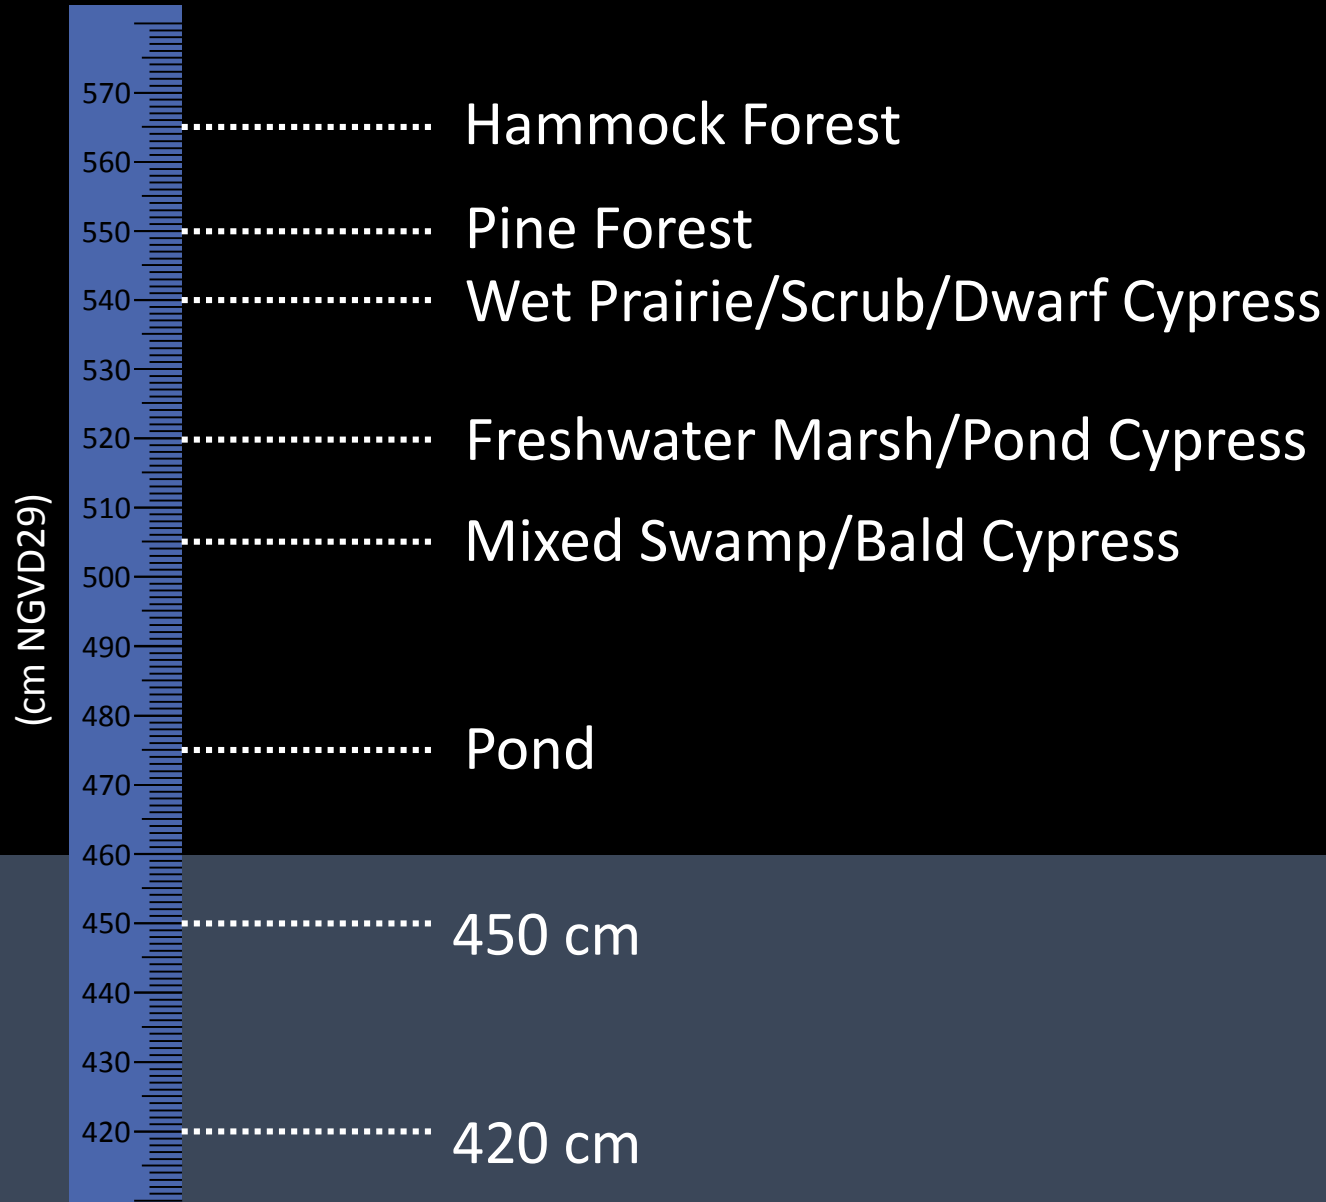 570
Hammock Forest
560
Pine Forest
550
540
Wet Prairie/Scrub/Dwarf Cypress
530
520
Freshwater Marsh/Pond Cypress
510
Mixed Swamp/Bald Cypress
500
(cm NGVD29)
490
480
Pond
470
460
450
450 cm
440
430
420
420 cm